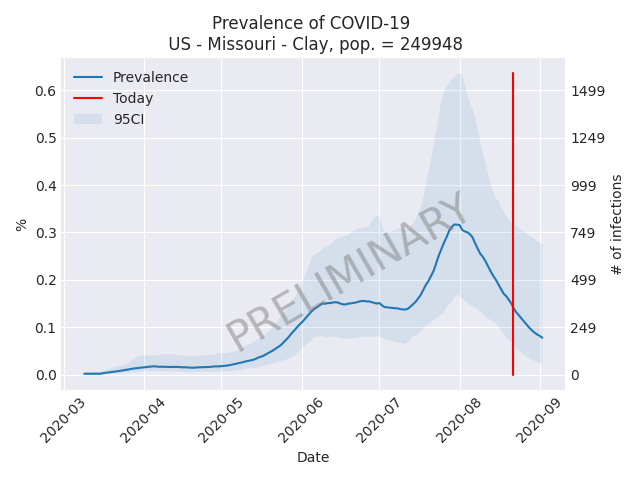 Prevalence of COVID-19
US - Missouri - Clay, pop. = 249948
Prevalence
Today
95CI
PRELIMINARY
%
0.6
0.5
0.4
0.3
0.2
0.1
0.0
1499
1249
999
749
499
249
0
# of infections
2020-03
2020-04
2020-05
2020-06
2020-07
2020-08
2020-09
Date